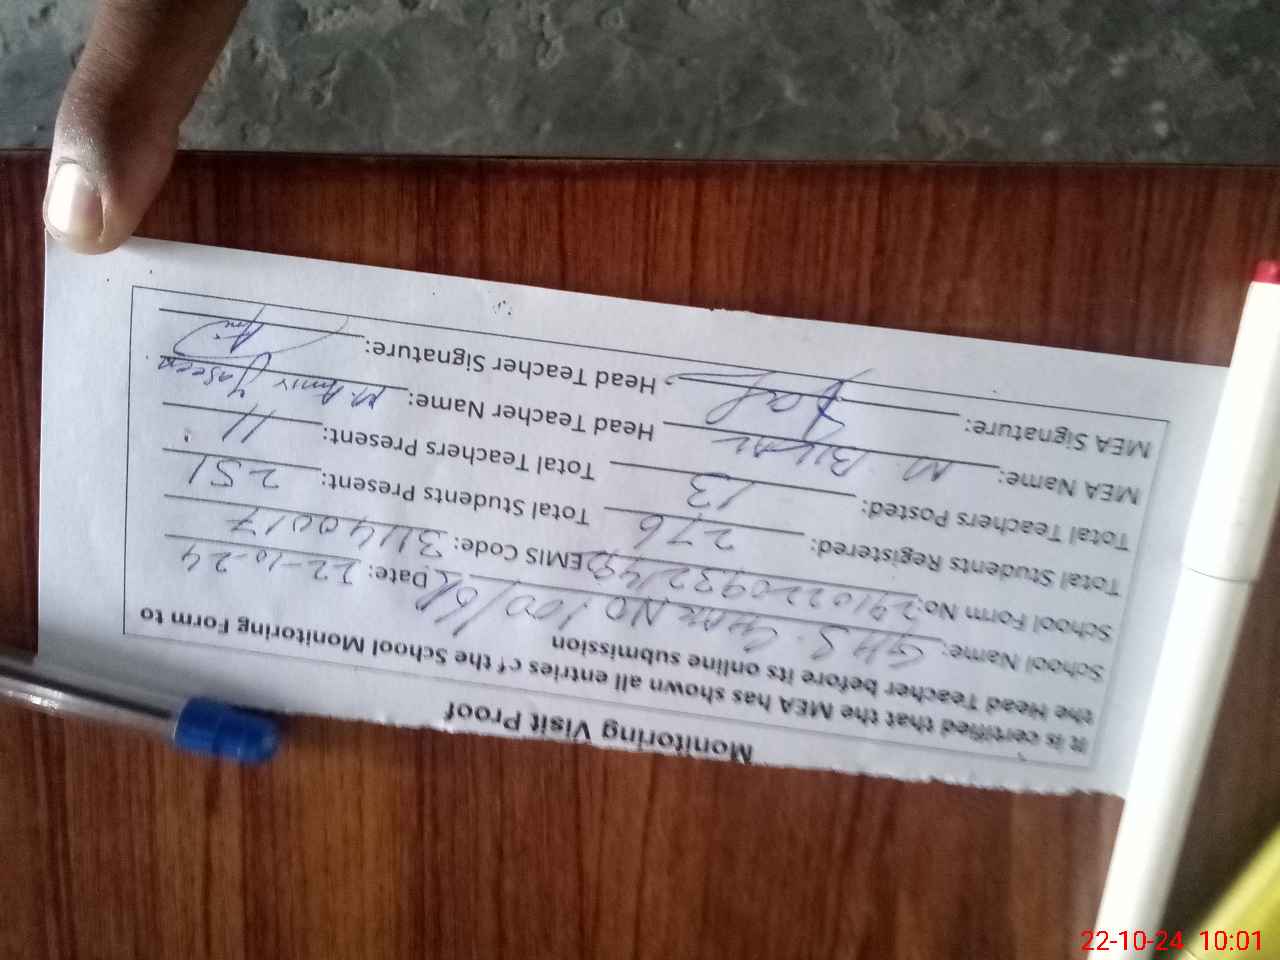 Monitoring Visit Proof
It is certified that the MEA has shown all entries of the School Monitoring Form to
the Head Teacher before its online submission
School Name: GHS. CHAK NO 100/6R Date: 22-10-24
School Form No: EMIS Code: 31140017
Total Students Registered: 276 Total Students Present: 251
Total Teachers Posted: 13 Total Teachers Present: 11
MEA Name: M. BILAL Head Teacher Name: M. Amir Yaseen
MEA Signature: Head Teacher Signature:
22-10-24 10:01